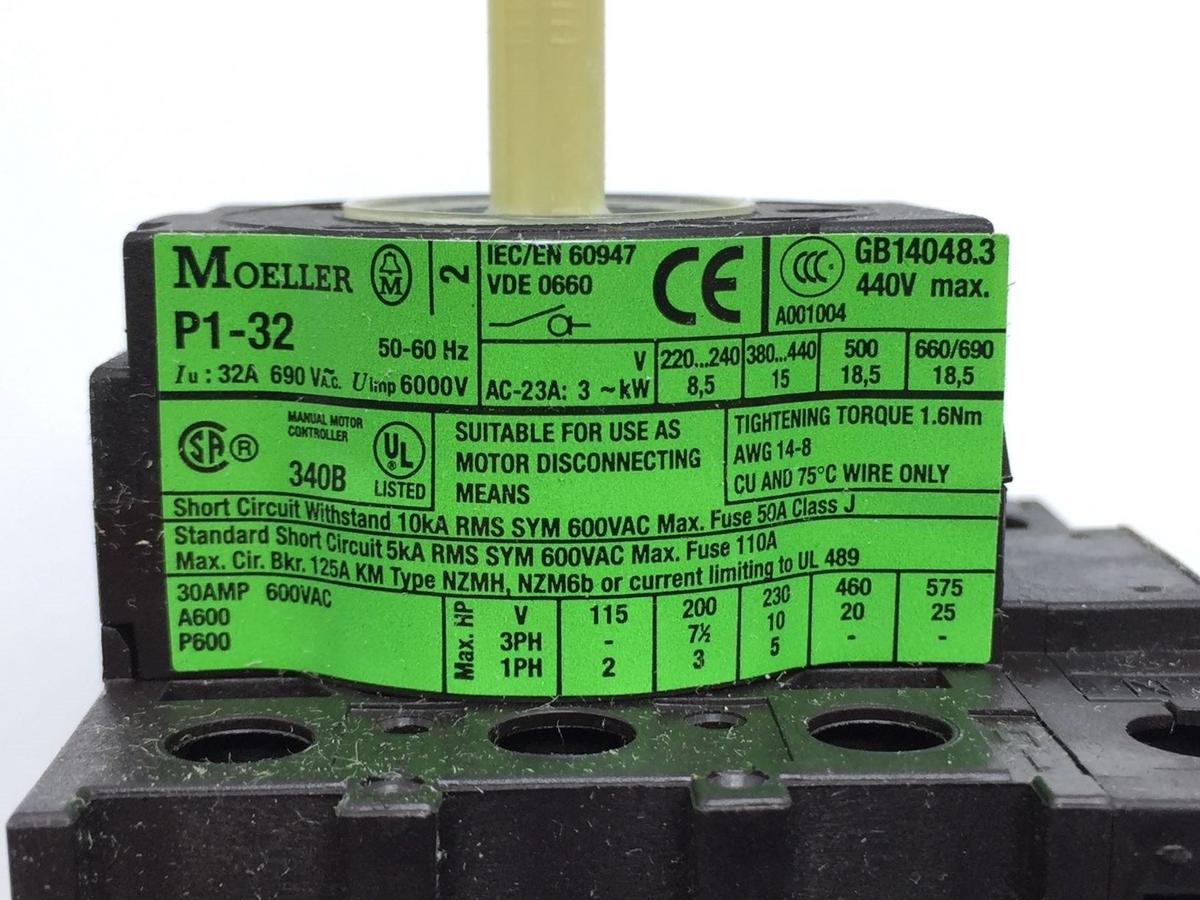 MOELLER M 2
P1-32
50-60 Hz
Iu : 32A 690 V~A.C. Uimp 6000V
IEC/EN 60947
VDE 0660
CE
CCC GB14048.3
440V max.
A001004
V 220...240 380...440 500 660/690
AC-23A: 3 ~kW 8,5 15 18,5 18,5
SA ®
MANUAL MOTOR
CONTROLLER
340B
UL ®
LISTED
SUITABLE FOR USE AS
MOTOR DISCONNECTING
MEANS
TIGHTENING TORQUE 1.6Nm
AWG 14-8
CU AND 75°C WIRE ONLY
Short Circuit Withstand 10kA RMS SYM 600VAC Max. Fuse 50A Class J
Standard Short Circuit 5kA RMS SYM 600VAC Max. Fuse 110A
Max. Cir. Bkr. 125A KM Type NZMH, NZM6b or current limiting to UL 489
30AMP 600VAC
A600
P600
Max. HP
V 115 200 230 460 575
3PH - 7½ 10 20 25
1PH 2 3 5 - -